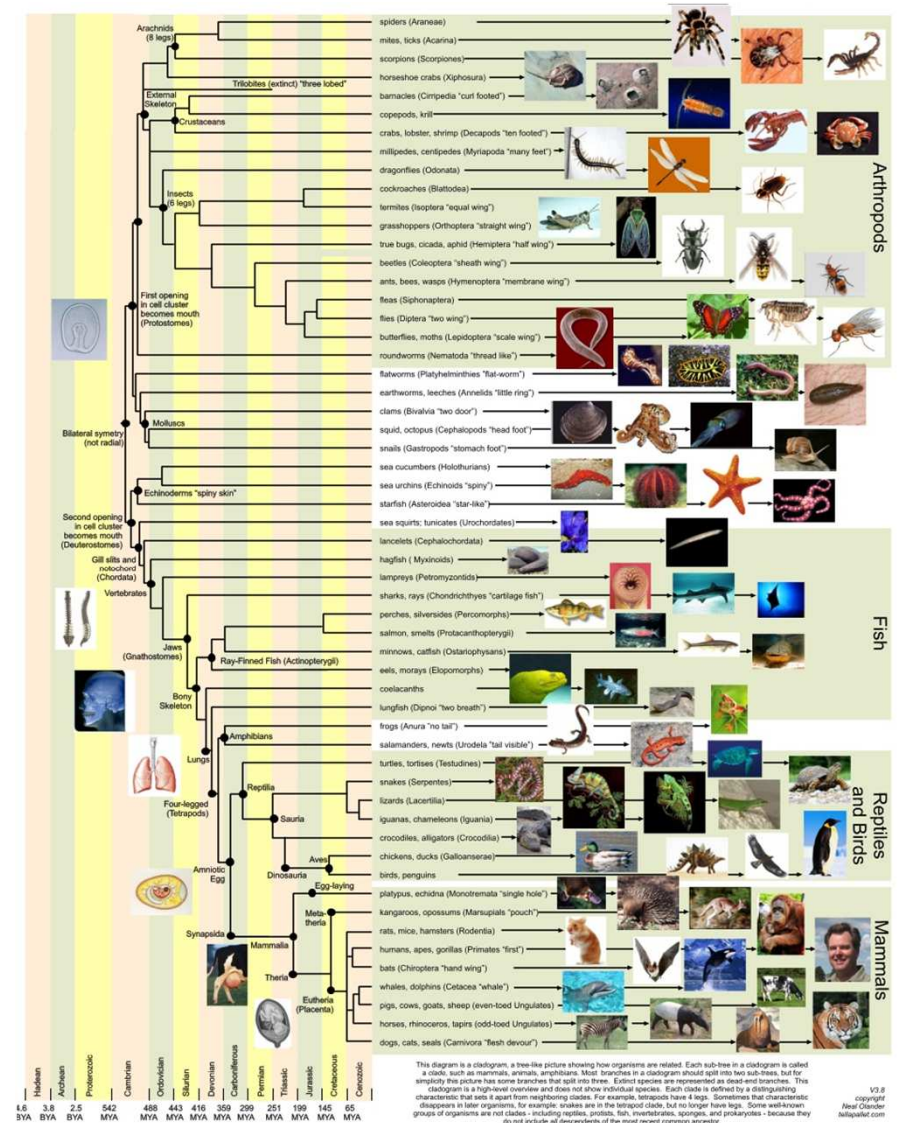 Arachnids
(8 legs)
spiders (Araneae)
mites, ticks (Acarina)
scorpions (Scorpiones)
horseshoe crabs (Xiphosura)
Trilobites (extinct) "three lobed"
External
Skeleton
barnacles (Cirripedia "curl footed")
copepods, krill
Crustaceans
crabs, lobster, shrimp (Decapods "ten footed")
millipedes, centipedes (Myriapoda "many feet")
dragonflies (Odonata)
Insects
(6 legs)
cockroaches (Blattodea)
termites (Isoptera "equal wing")
grasshoppers (Orthoptera "straight wing")
true bugs, cicada, aphid (Hemiptera "half wing")
beetles (Coleoptera "sheath wing")
ants, bees, wasps (Hymenoptera "membrane wing")
First opening
in cell cluster
becomes mouth
(Protostomes)
fleas (Siphonaptera)
flies (Diptera "two wing")
butterflies, moths (Lepidoptera "scale wing")
roundworms (Nematoda "thread like")
Arthropods
flatworms (Platyhelminthies "flat-worm")
earthworms, leeches (Annelids "little ring")
clams (Bivalvia "two door")
Molluscs
squid, octopus (Cephalopods "head foot")
Bilateral symetry
(not radial)
snails (Gastropods "stomach foot")
sea cucumbers (Holothurians)
Echinoderms "spiny skin"
sea urchins (Echinoids "spiny")
starfish (Asteroidea "star-like")
Second opening
in cell cluster
becomes mouth
(Deuterostomes)
sea squirts; tunicates (Urochordates)
lancelets (Cephalochordata)
Gill slits and
notochord
(Chordata)
hagfish ( Myxinoids)
lampreys (Petromyzontids)
Vertebrates
sharks, rays (Chondrichthyes "cartilage fish")
perches, silversides (Percomorphs)
salmon, smelts (Protacanthopterygii)
Jaws
(Gnathostomes)
minnows, catfish (Ostariophysans)
Ray-Finned Fish (Actinopterygii)
eels, morays (Elopomorphs)
coelacanths
Bony
Skeleton
lungfish (Dipnoi "two breath")
Fish
frogs (Anura "no tail")
Amphibians
salamanders, newts (Urodela "tail visible")
Lungs
turtles, tortises (Testudines)
snakes (Serpentes)
Reptilia
lizards (Lacertilia)
Four-legged
(Tetrapods)
iguanas, chameleons (Iguania)
Sauria
crocodiles, alligators (Crocodilia)
chickens, ducks (Galloanserae)
Aves
Dinosauria
birds, penguins
Amniotic
Egg
Reptiles
and Birds
Egg-laying
platypus, echidna (Monotremata "single hole")
Meta-
theria
kangaroos, opossums (Marsupials "pouch")
rats, mice, hamsters (Rodentia)
Synapsida
Mammalia
humans, apes, gorillas (Primates "first")
bats (Chiroptera "hand wing")
Theria
whales, dolphins (Cetacea "whale")
Eutheria
(Placenta)
pigs, cows, goats, sheep (even-toed Ungulates)
horses, rhinoceros, tapirs (odd-toed Ungulates)
dogs, cats, seals (Carnivora "flesh devour")
Mammals
Hadean
Archean
Proterozoic
Cambrian
Ordovician
Silurian
Devonian
Carboniferous
Permian
Triassic
Jurassic
Cretaceous
Cenozoic
4.6 3.8 2.5 542 488 443 416 359 299 251 199 145 65
BYA BYA BYA MYA MYA MYA MYA MYA MYA MYA MYA MYA MYA
This diagram is a cladogram, a tree-like picture showing how organisms are related. Each sub-tree in a cladogram is called
a clade, such as mammals, animals, amphibians. Most branches in a cladogram should split into two sub-trees, but for
simplicity this picture has some branches that split into three. Extinct species are represented as dead-end branches. This
cladogram is a high-level overview and does not show individual species. Each clade is defined by a distinguishing
characteristic that sets it apart from neighboring clades. For example, tetrapods have 4 legs. Sometimes that characteristic
disappears in later organisms, for example: snakes are in the tetrapod clade, but no longer have legs. Some well-known
groups of organisms are not clades - including reptiles, protists, fish, invertebrates, sponges, and prokaryotes - because they
do not include all descendents of the most recent common ancestor.
V3.8
copyright
Neal Olander
tellapallet.com